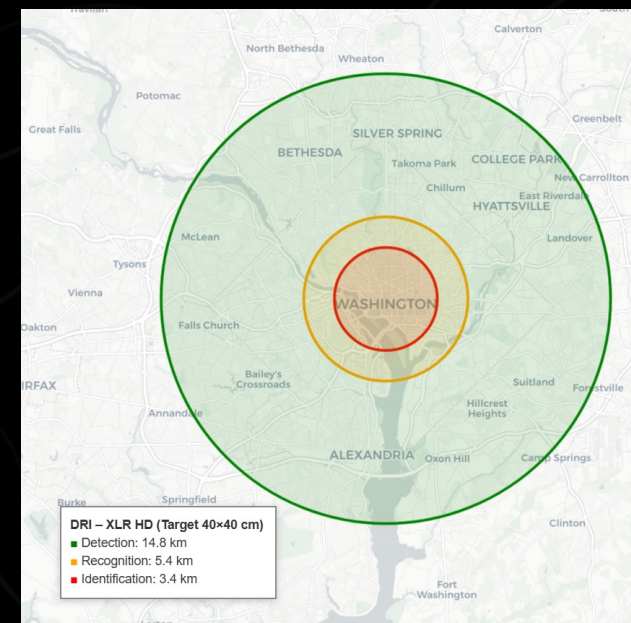 Calverton
North Bethesda
Wheaton
Potomac
Greenbelt
Great Falls
SILVER SPRING
BETHESDA
Takoma Park
COLLEGE PARK
New Carrollton
Chillum
East Riverdale
HYATTSVILLE
McLean
Landover
Tysons
Vienna
WASHINGTON
Oakton
Falls Church
Bailey's
Crossroads
Suitland
Forestville
IRFAX
Hillcrest
Heights
Annandale
ALEXANDRIA
Oxon Hill
Camp Springs
Burke
Springfield
DRI – XLR HD (Target 40×40 cm)
Detection: 14.8 km
Recognition: 5.4 km
Identification: 3.4 km
Clinton
Fort
Washington